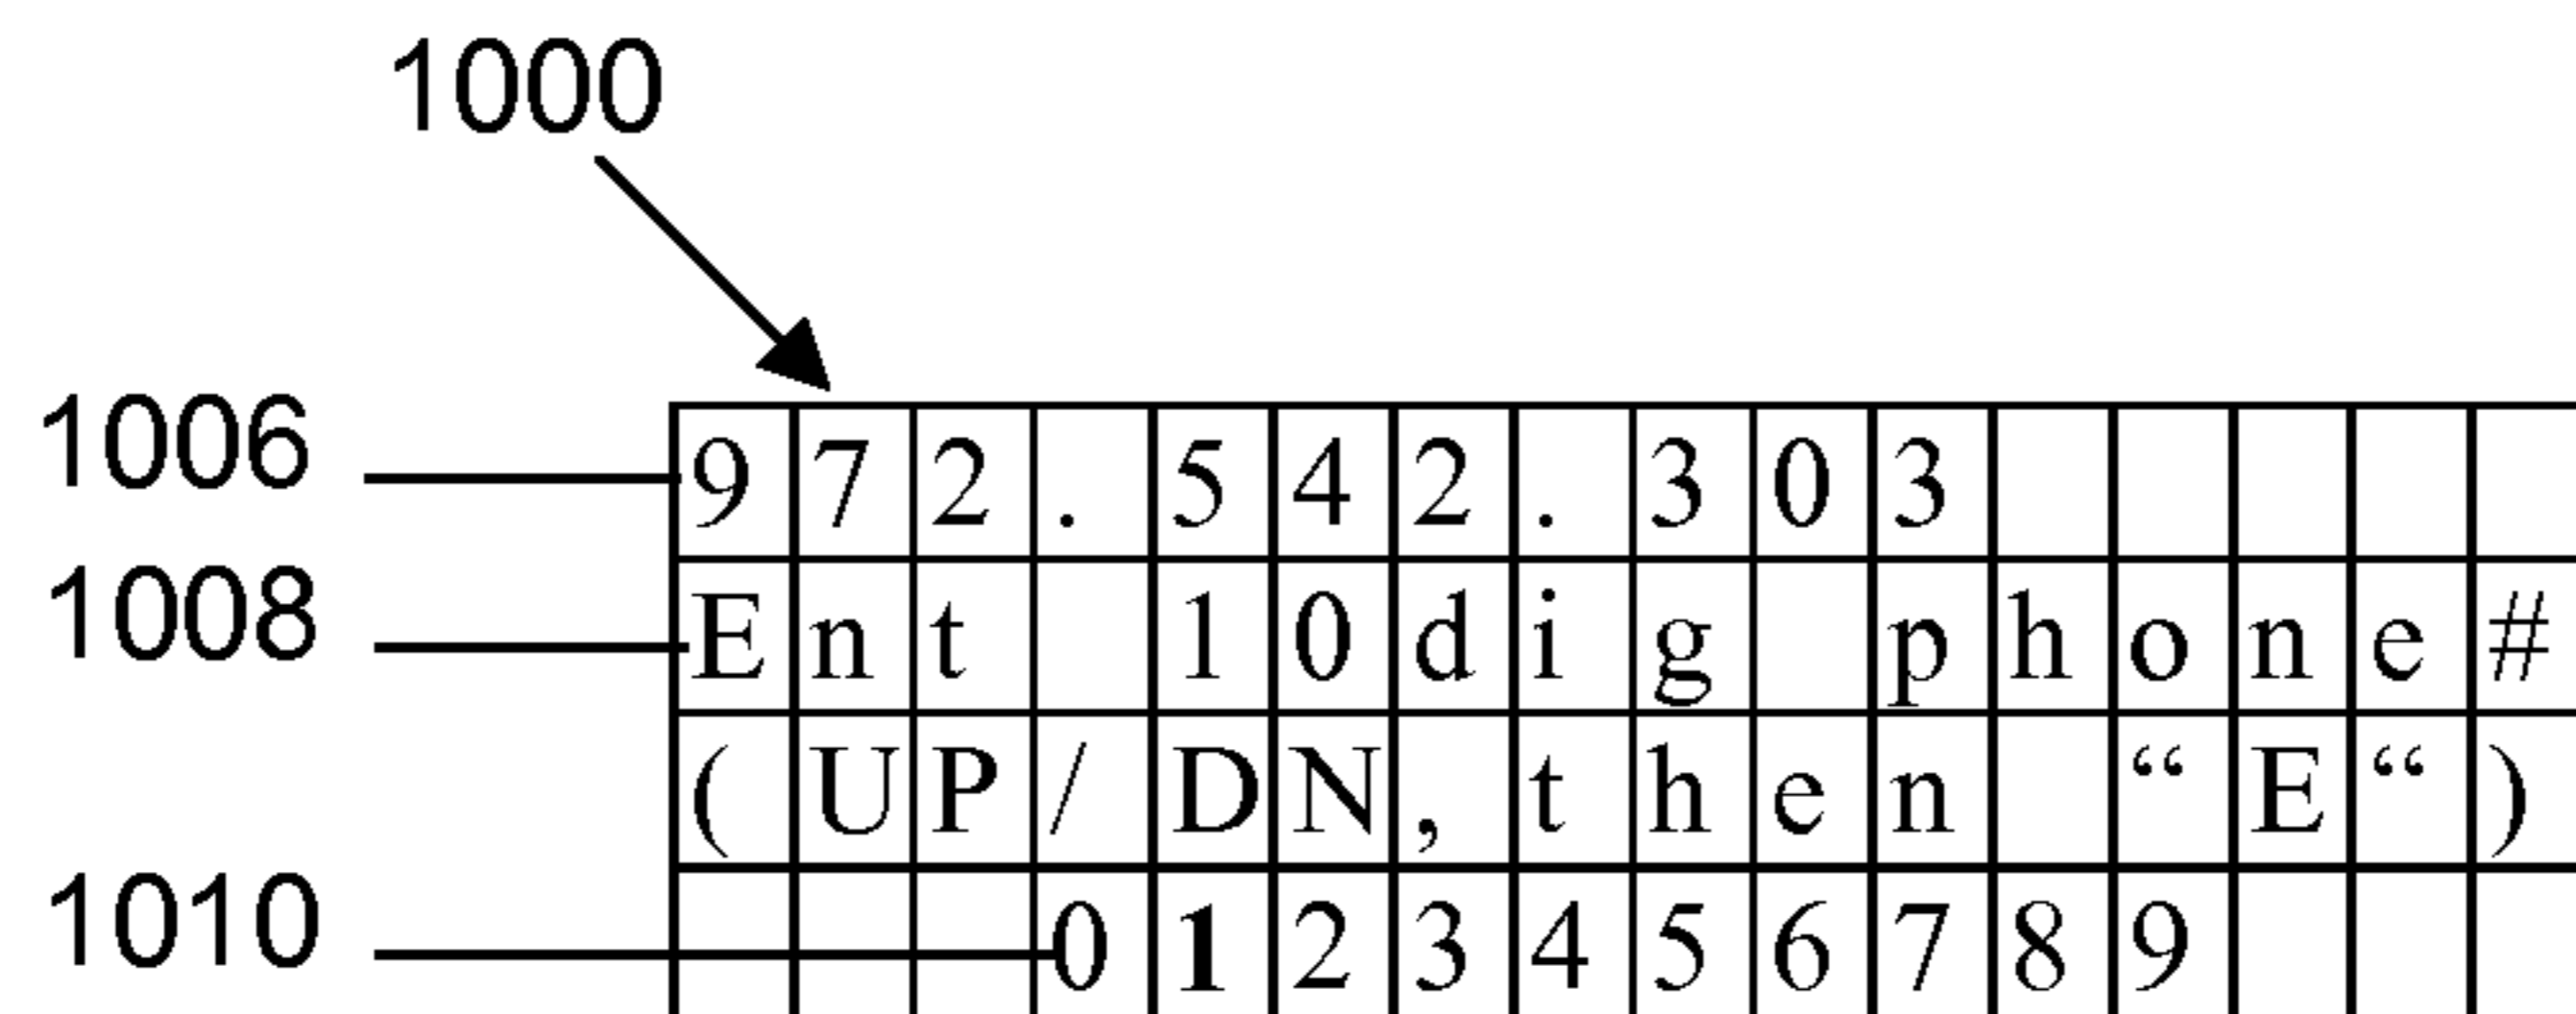 1000
1006 972.542.303
1008 Ent 10dig phone#
(UP/DN,then “E“)
1010 0123456789